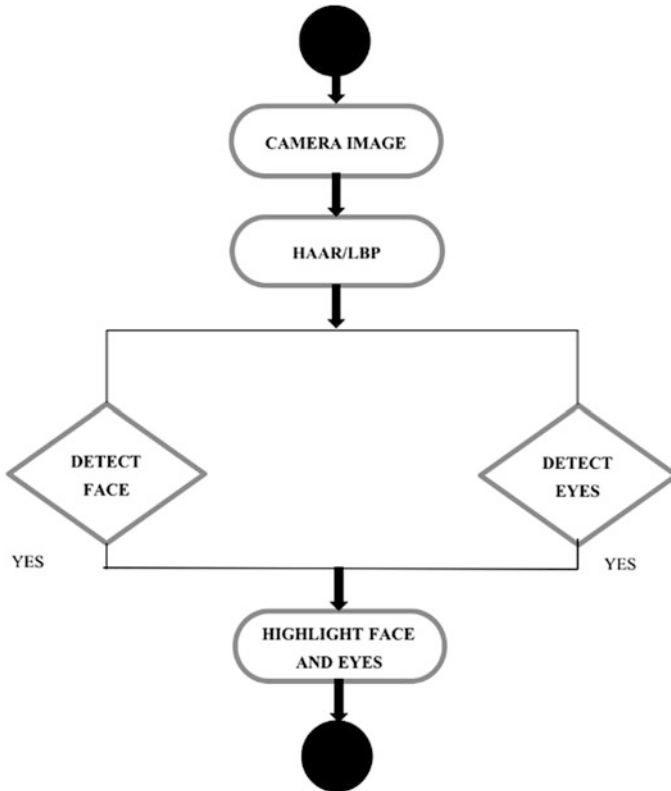 CAMERA IMAGE
HAAR/LBP
DETECT
FACE
DETECT
EYES
YES
YES
HIGHLIGHT FACE
AND EYES